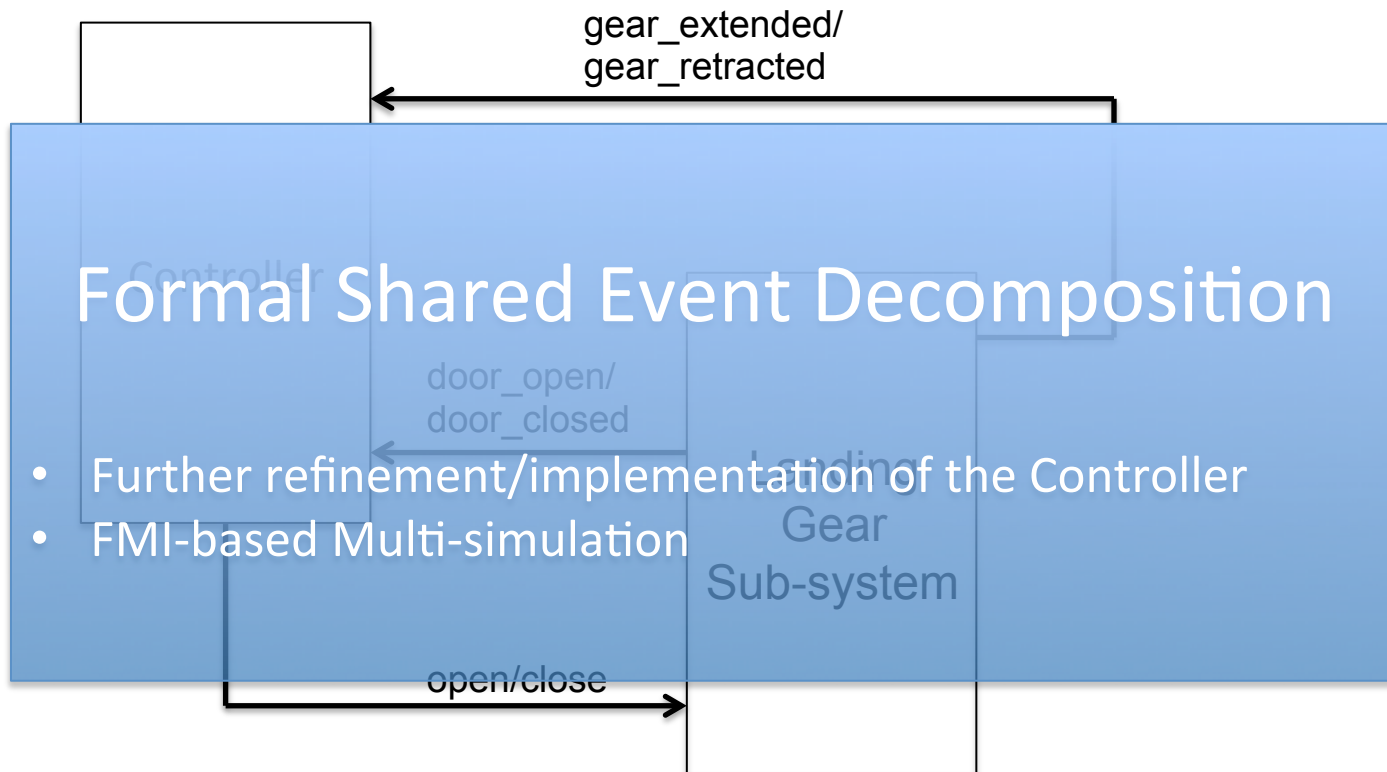 gear_extended/
gear_retracted
Controller
Formal Shared Event Decomposition
door_open/
door_closed
• Further refinement/implementation of the Controller
• FMI-based Multi-simulation
Landing
Gear
Sub-system
open/close